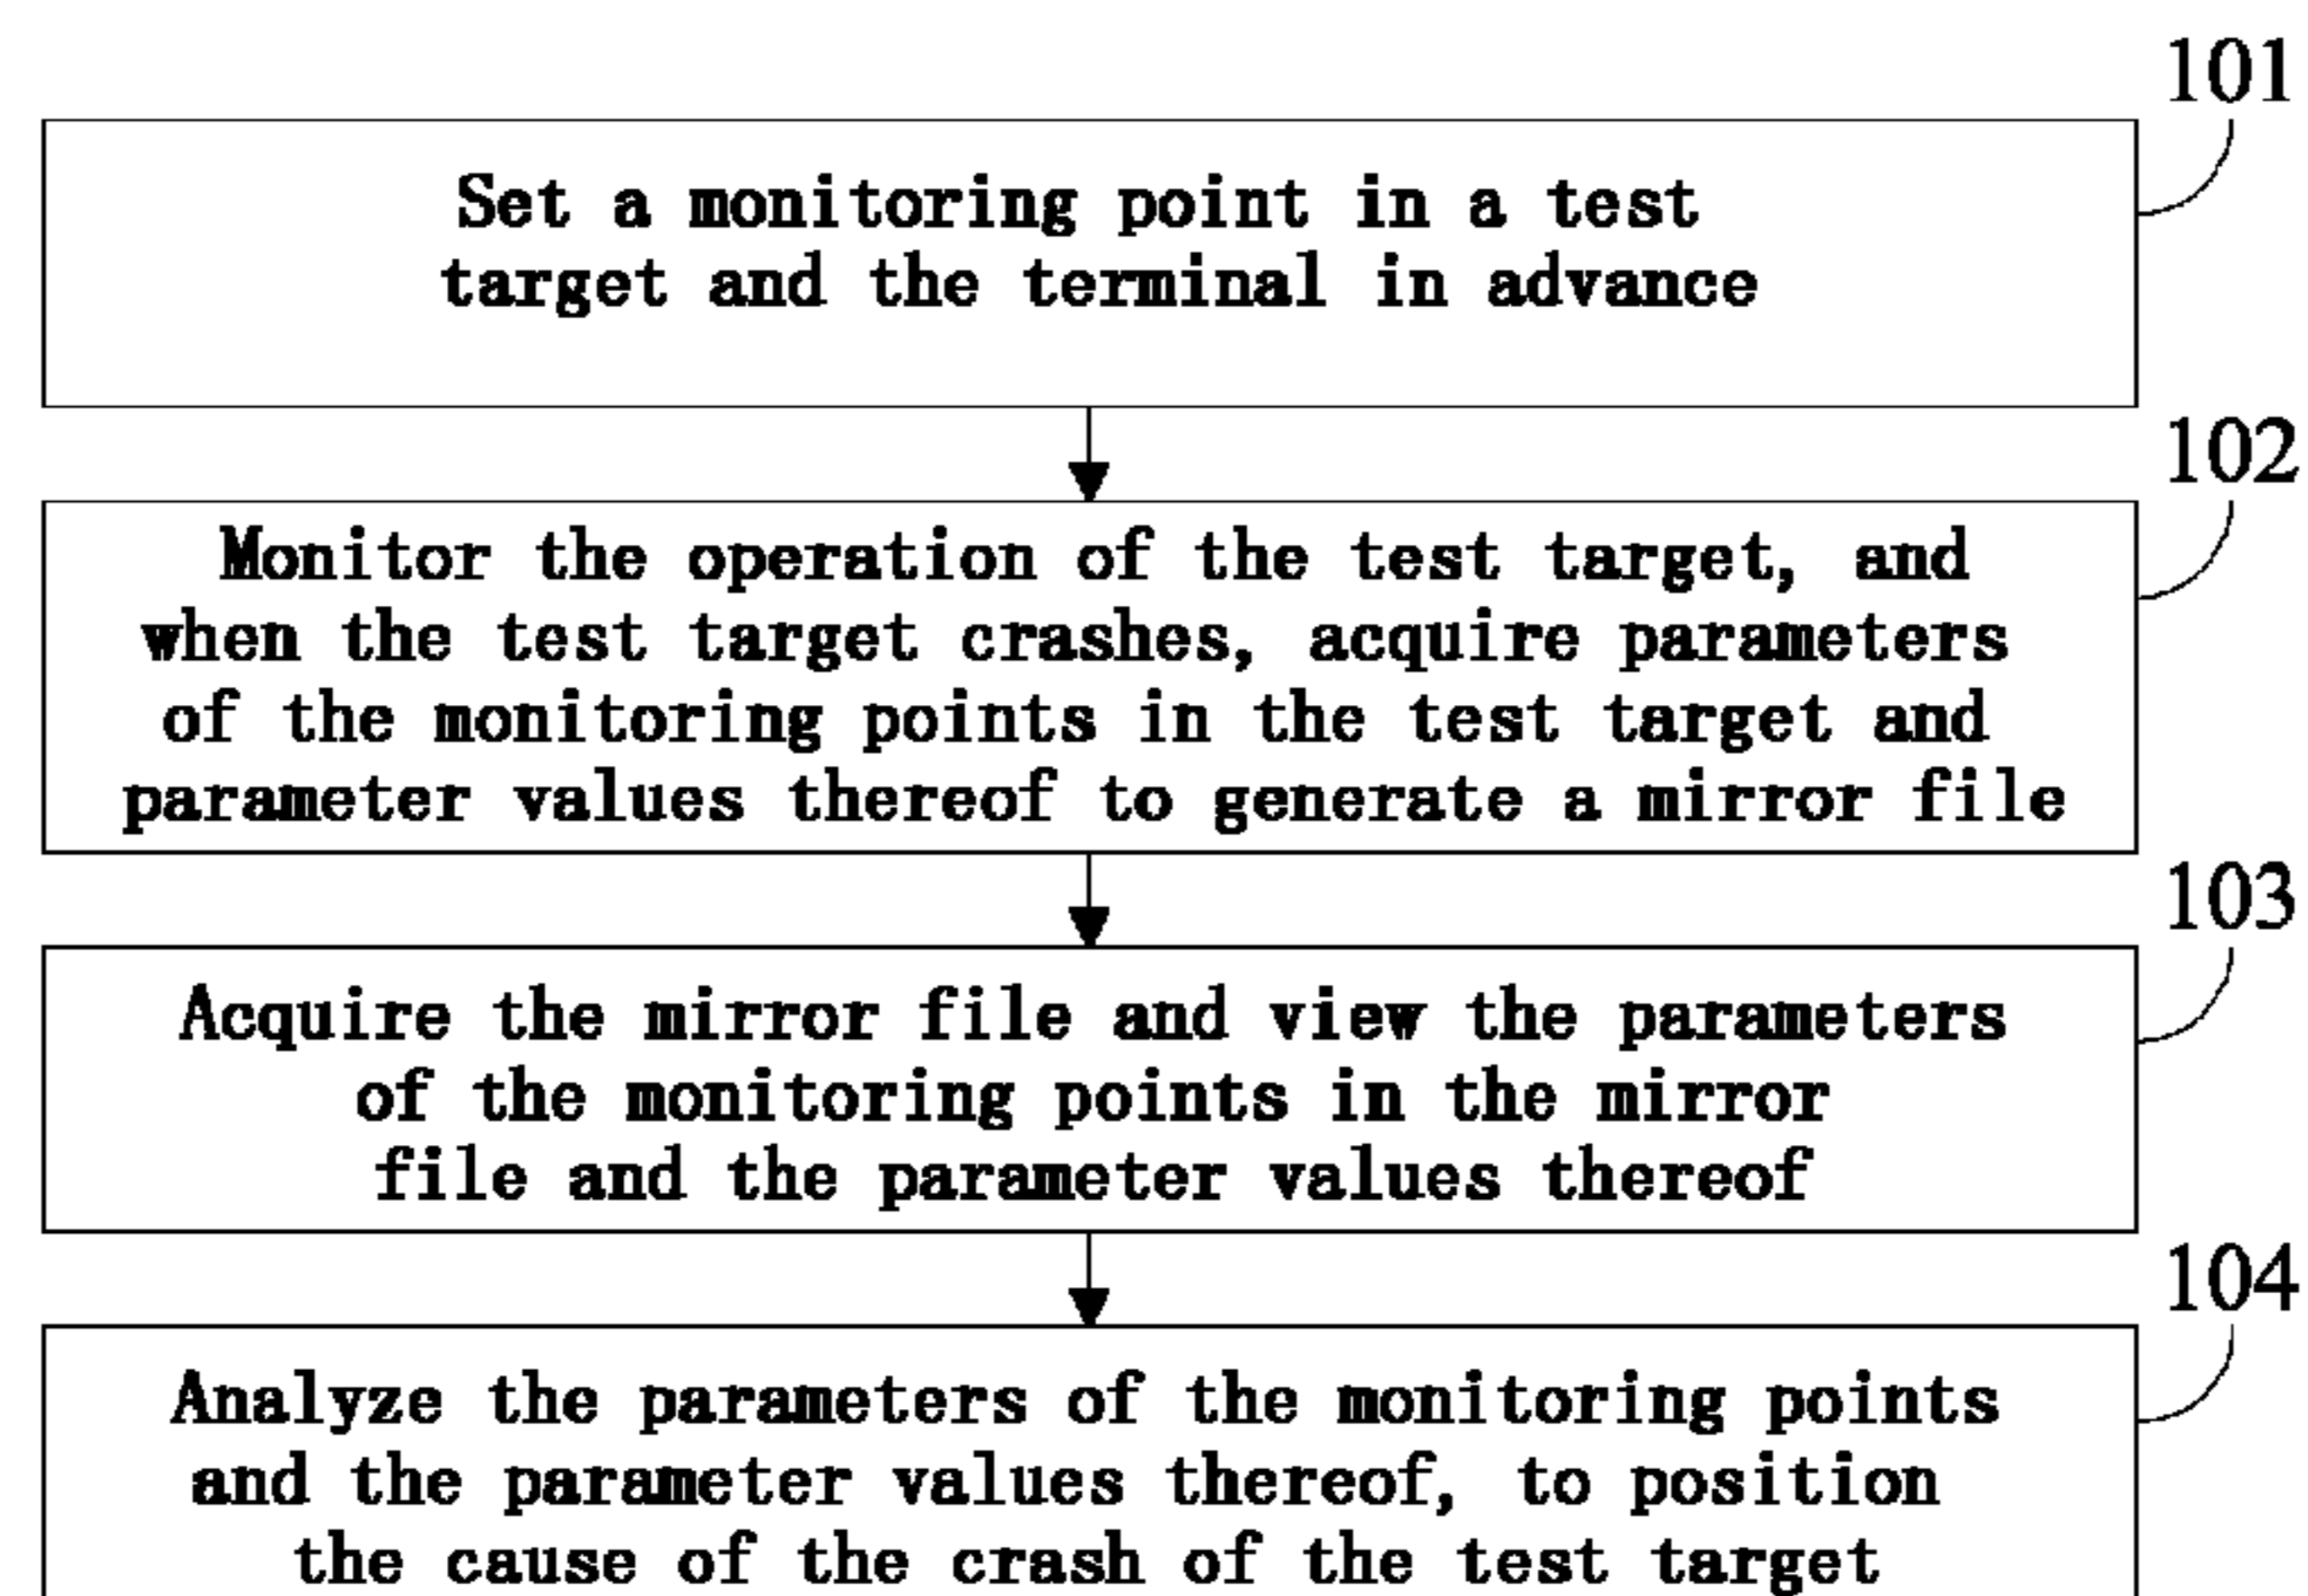 101
Set a monitoring point in a test
target and the terminal in advance
102
Monitor the operation of the test target, and
when the test target crashes, acquire parameters
of the monitoring points in the test target and
parameter values thereof to generate a mirror file
103
Acquire the mirror file and view the parameters
of the monitoring points in the mirror
file and the parameter values thereof
104
Analyze the parameters of the monitoring points
and the parameter values thereof, to position
the cause of the crash of the test target